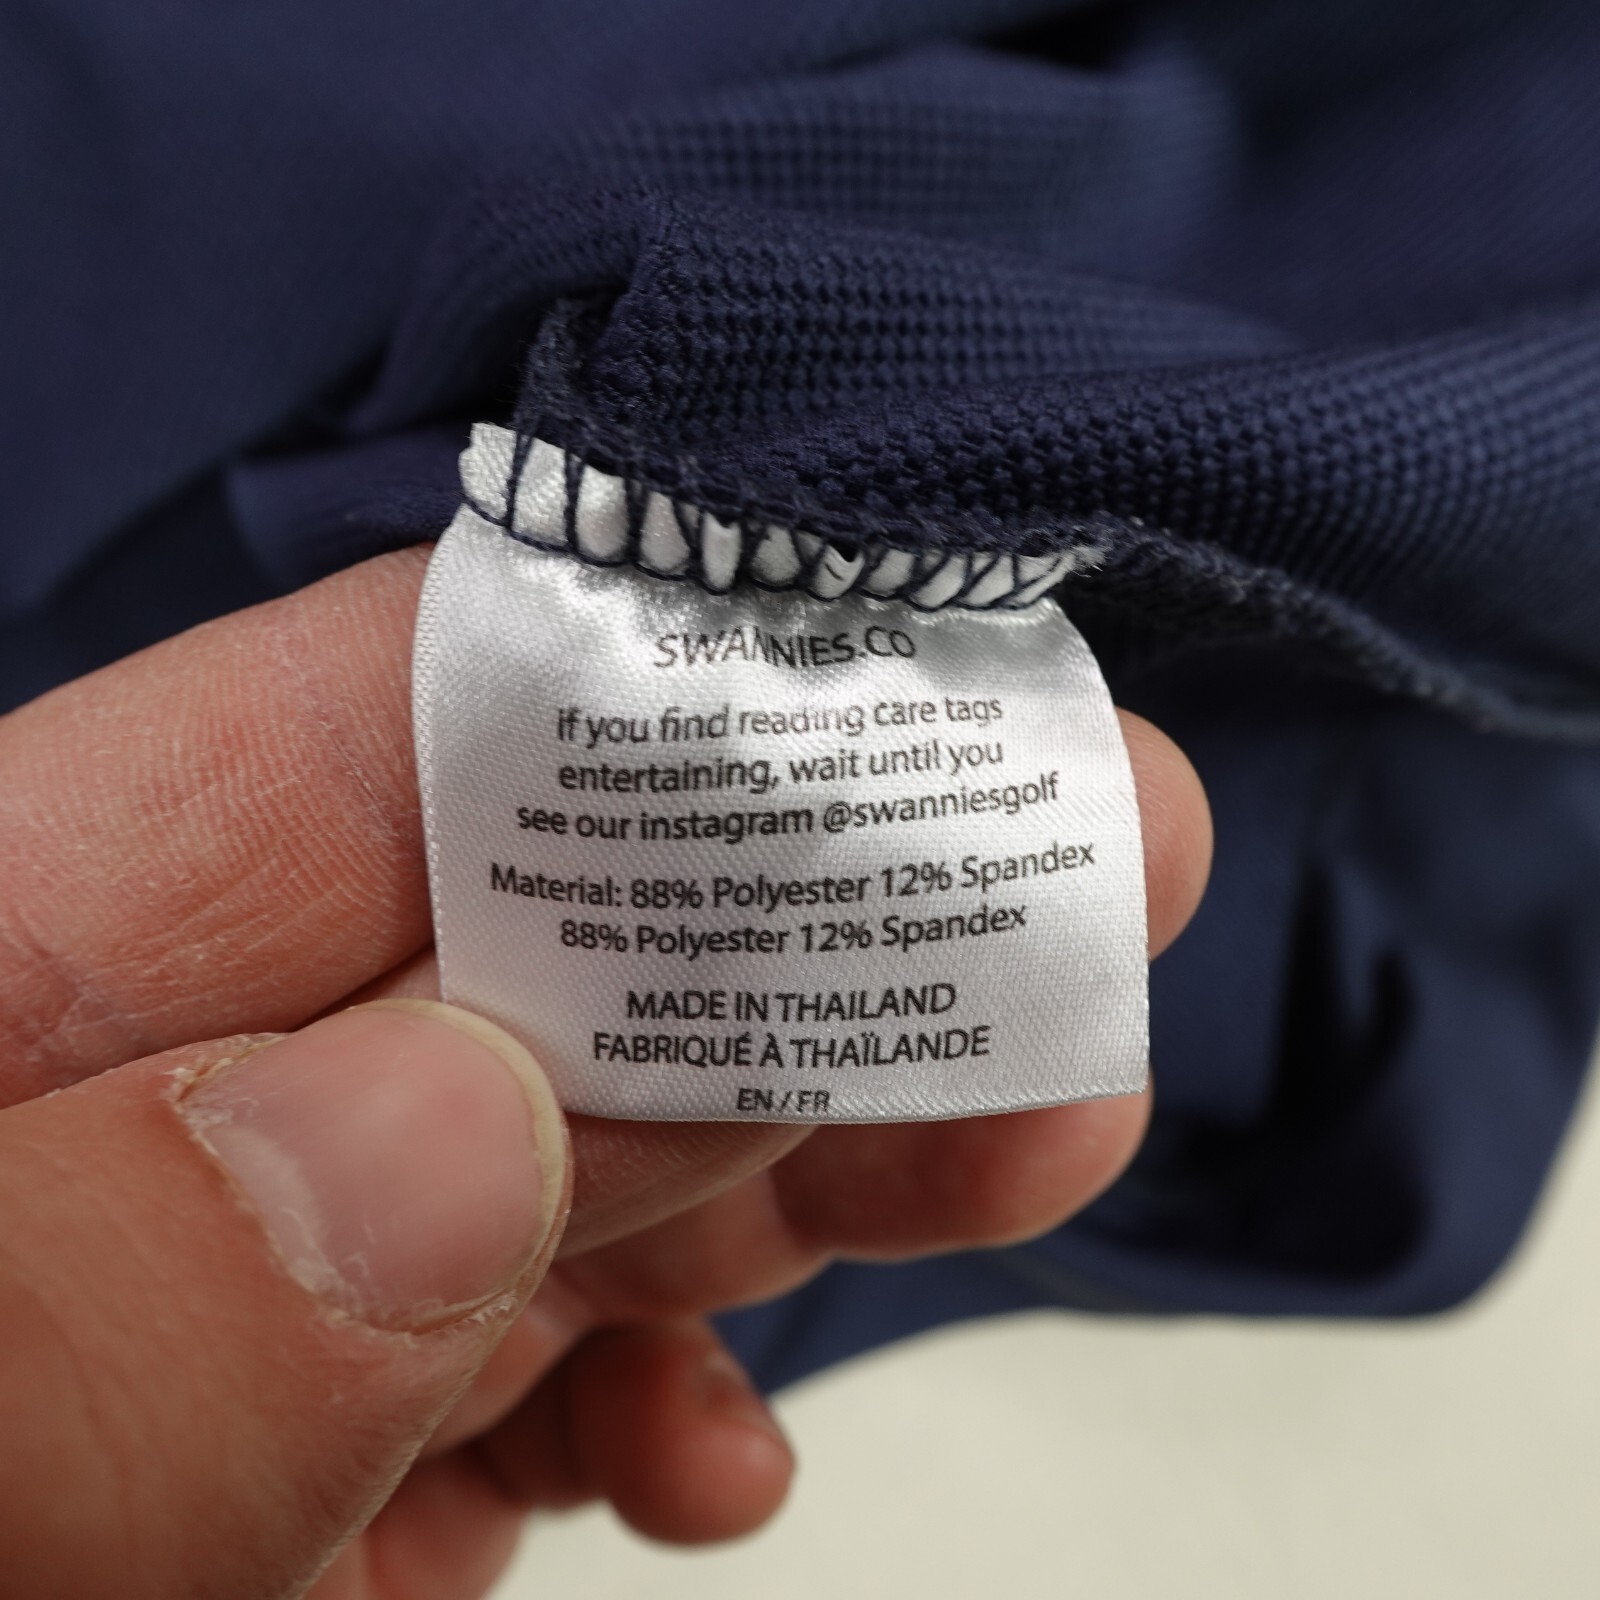 SWANNIES.CO
if you find reading care tags
entertaining, wait until you
see our instagram @swanniesgolf
Material: 88% Polyester 12% Spandex
88% Polyester 12% Spandex
MADE IN THAILAND
FABRIQUÉ À THAÏLANDE
EN / FR